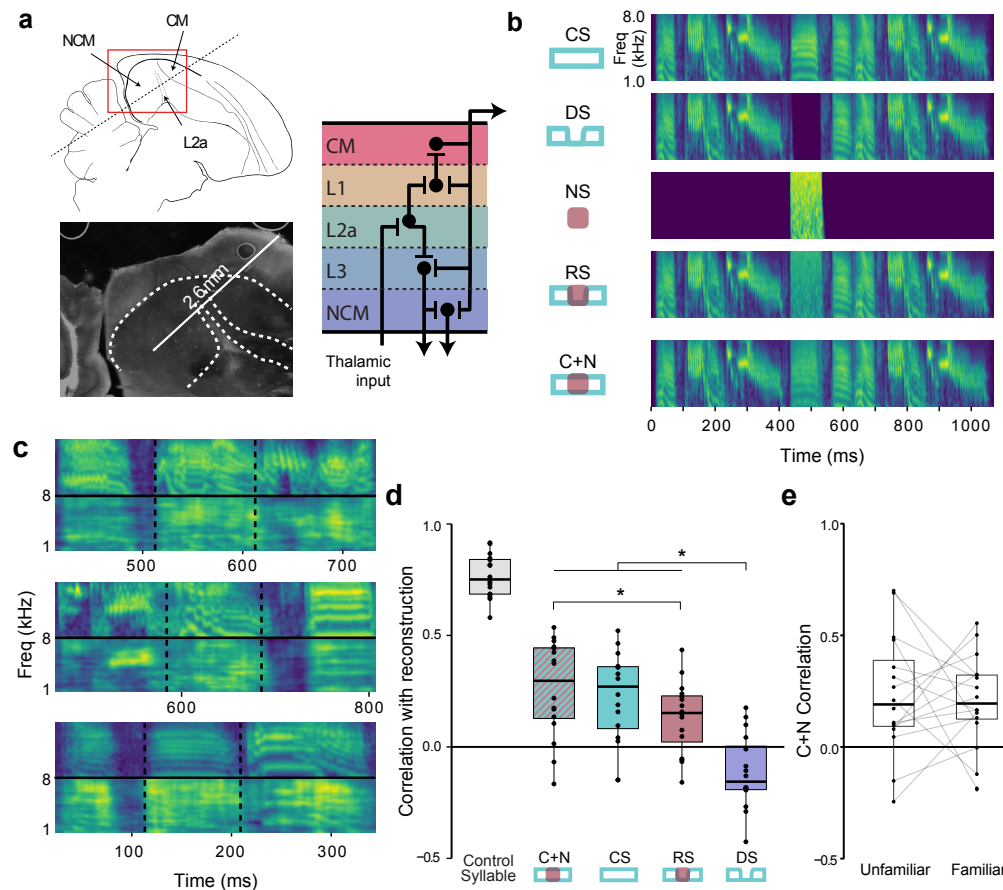 a
CM
NCM
L2a
2.6mm
CM
L1
L2a
L3
NCM
Thalamic
input
b
CS
DS
NS
RS
C+N
8.0
Freq
(kHz)
1.0
0 200 400 600 800 1000
Time (ms)
c
8
1
500 600 700
Freq (kHz)
8
1
600 800
8
1
100 200 300
Time (ms)
d
Correlation with reconstruction
1.0
0.5
0.0
−0.5
*
*
Control
Syllable
C+N CS RS DS
e
C+N Correlation
1.0
0.5
0.0
−0.5
Unfamiliar Familiar